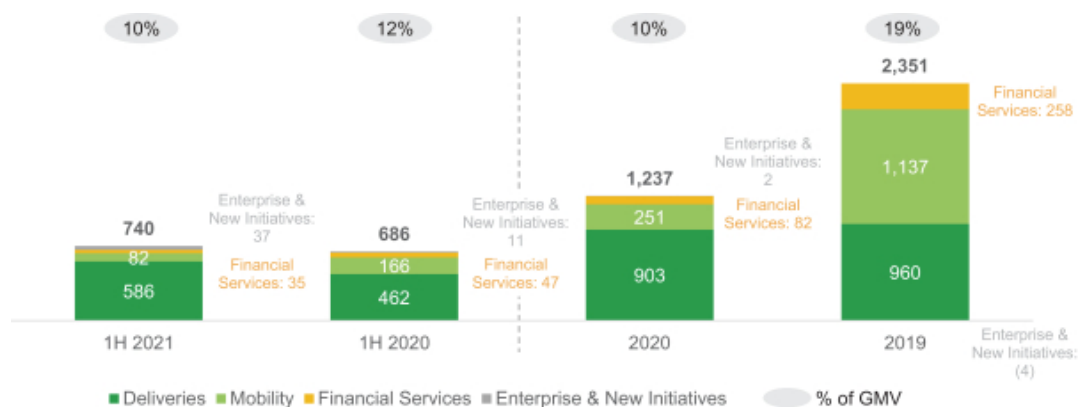 10%
12%
10%
19%
2,351
Financial
Services: 258
1,137
960
Enterprise &
New Initiatives:
(4)
Enterprise &
New Initiatives:
2
1,237
Financial
Services: 82
251
903
Enterprise &
New Initiatives:
11
686
Financial
Services: 47
166
462
Enterprise &
New Initiatives:
37
740
Financial
Services: 35
82
586
1H 2021
1H 2020
2020
2019
Deliveries
Mobility
Financial Services
Enterprise & New Initiatives
% of GMV